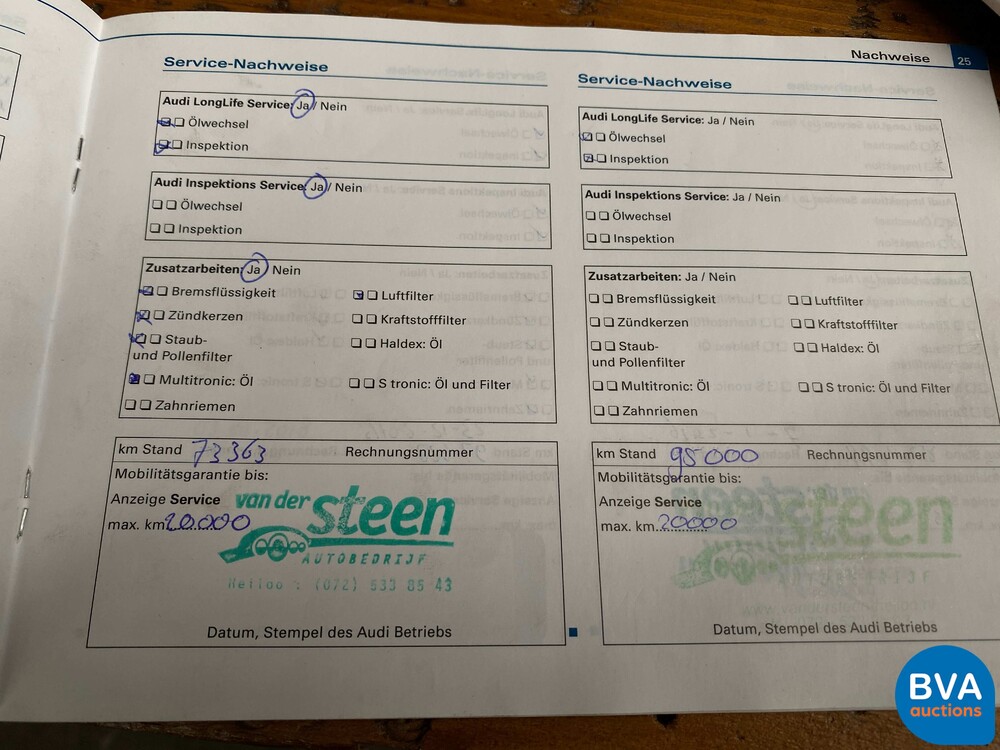 Nachweise 25
Service-Nachweise
Audi LongLife Service: Ja / Nein
Ölwechsel
Inspektion
Audi Inspektions Service: Ja / Nein
Ölwechsel
Inspektion
Zusatzarbeiten: Ja / Nein
Bremsflüssigkeit Luftfilter
Zündkerzen Kraftstofffilter
Staub- Haldex: Öl
und Pollenfilter
Multitronic: Öl S tronic: Öl und Filter
Zahnriemen
km Stand 73363 Rechnungsnummer
Mobilitätsgarantie bis:
Anzeige Service
max. km 20.000
van der steen
AUTOBEDRIJF
Heiloo : (072) 533 85 43
Datum, Stempel des Audi Betriebs
Service-Nachweise
Audi LongLife Service: Ja / Nein
Ölwechsel
Inspektion
Audi Inspektions Service: Ja / Nein
Ölwechsel
Inspektion
Zusatzarbeiten: Ja / Nein
Bremsflüssigkeit Luftfilter
Zündkerzen Kraftstofffilter
Staub- Haldex: Öl
und Pollenfilter
Multitronic: Öl S tronic: Öl und Filter
Zahnriemen
km Stand 95000 Rechnungsnummer
Mobilitätsgarantie bis:
Anzeige Service
max. km 20000
steen
Datum, Stempel des Audi Betriebs
BVA
auctions